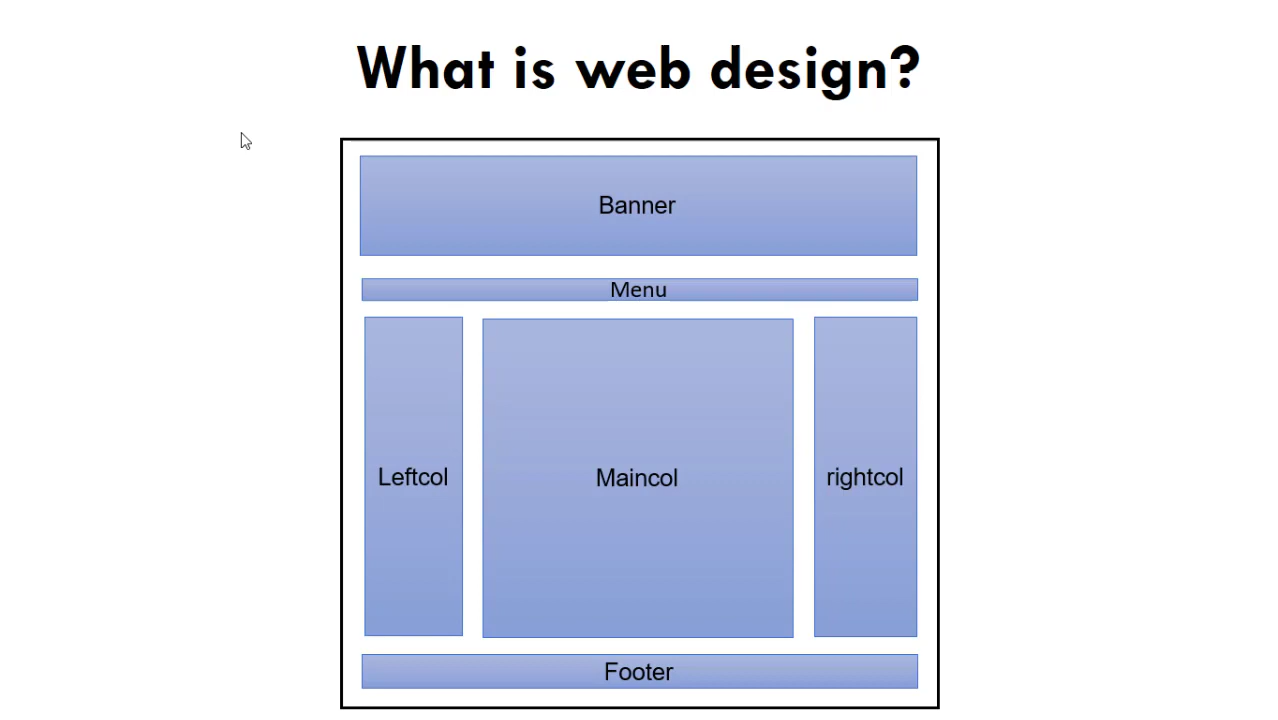 What is web design?
Banner
Menu
Leftcol
Maincol
rightcol
Footer